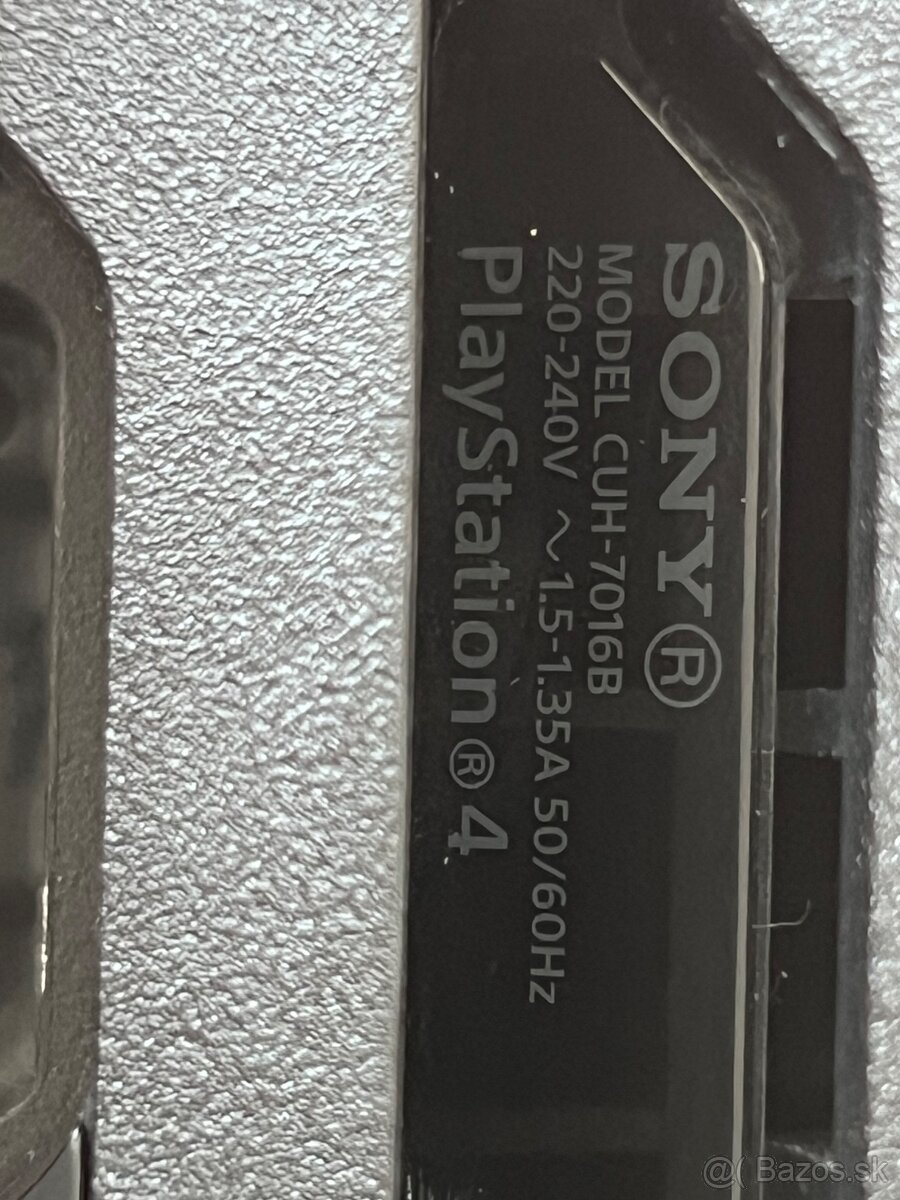 SONY®
MODEL CUH-7016B
220-240V ～1.5-1.35A 50/60Hz
PlayStation®4
@( Bazos.sk